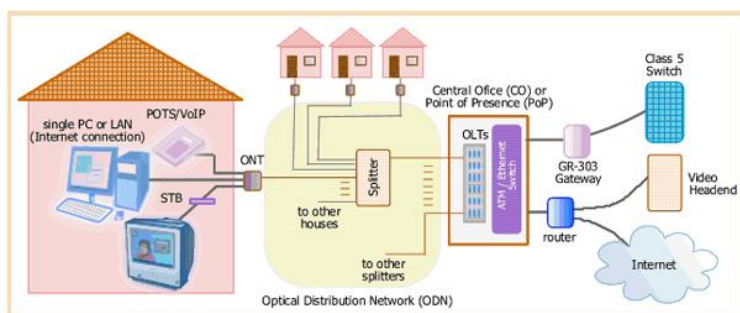 POTS/VoIP
single PC or LAN
(Internet connection)
ONT
STB
Splitter
to other
houses
to other
splitters
Optical Distribution Network (ODN)
Central Ofice (CO) or
Point of Presence (PoP)
OLTs
ATM / Ethernet
Switch
GR-303
Gateway
Class 5
Switch
router
Video
Headend
Internet